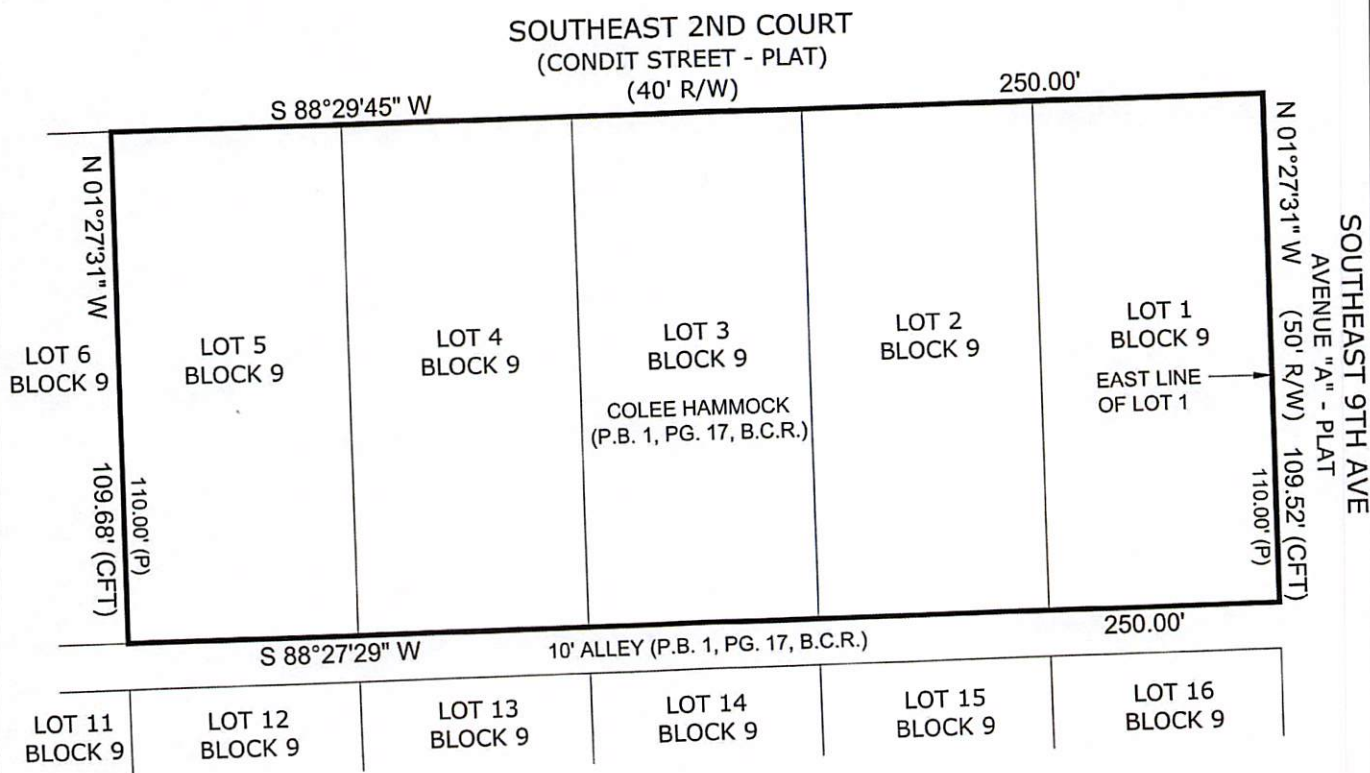 SOUTHEAST 2ND COURT
(CONDIT STREET - PLAT)
(40' R/W)
S 88°29'45" W
250.00'
N 01°27'31" W
109.68' (CFT)
110.00' (P)
LOT 6
BLOCK 9
LOT 5
BLOCK 9
LOT 4
BLOCK 9
LOT 3
BLOCK 9
COLEE HAMMOCK
(P.B. 1, PG. 17, B.C.R.)
LOT 2
BLOCK 9
LOT 1
BLOCK 9
EAST LINE
OF LOT 1
110.00' (P)
N 01°27'31" W (50' R/W) 109.52' (CFT)
AVENUE "A" - PLAT
SOUTHEAST 9TH AVE
S 88°27'29" W
10' ALLEY (P.B. 1, PG. 17, B.C.R.)
250.00'
LOT 11
BLOCK 9
LOT 12
BLOCK 9
LOT 13
BLOCK 9
LOT 14
BLOCK 9
LOT 15
BLOCK 9
LOT 16
BLOCK 9